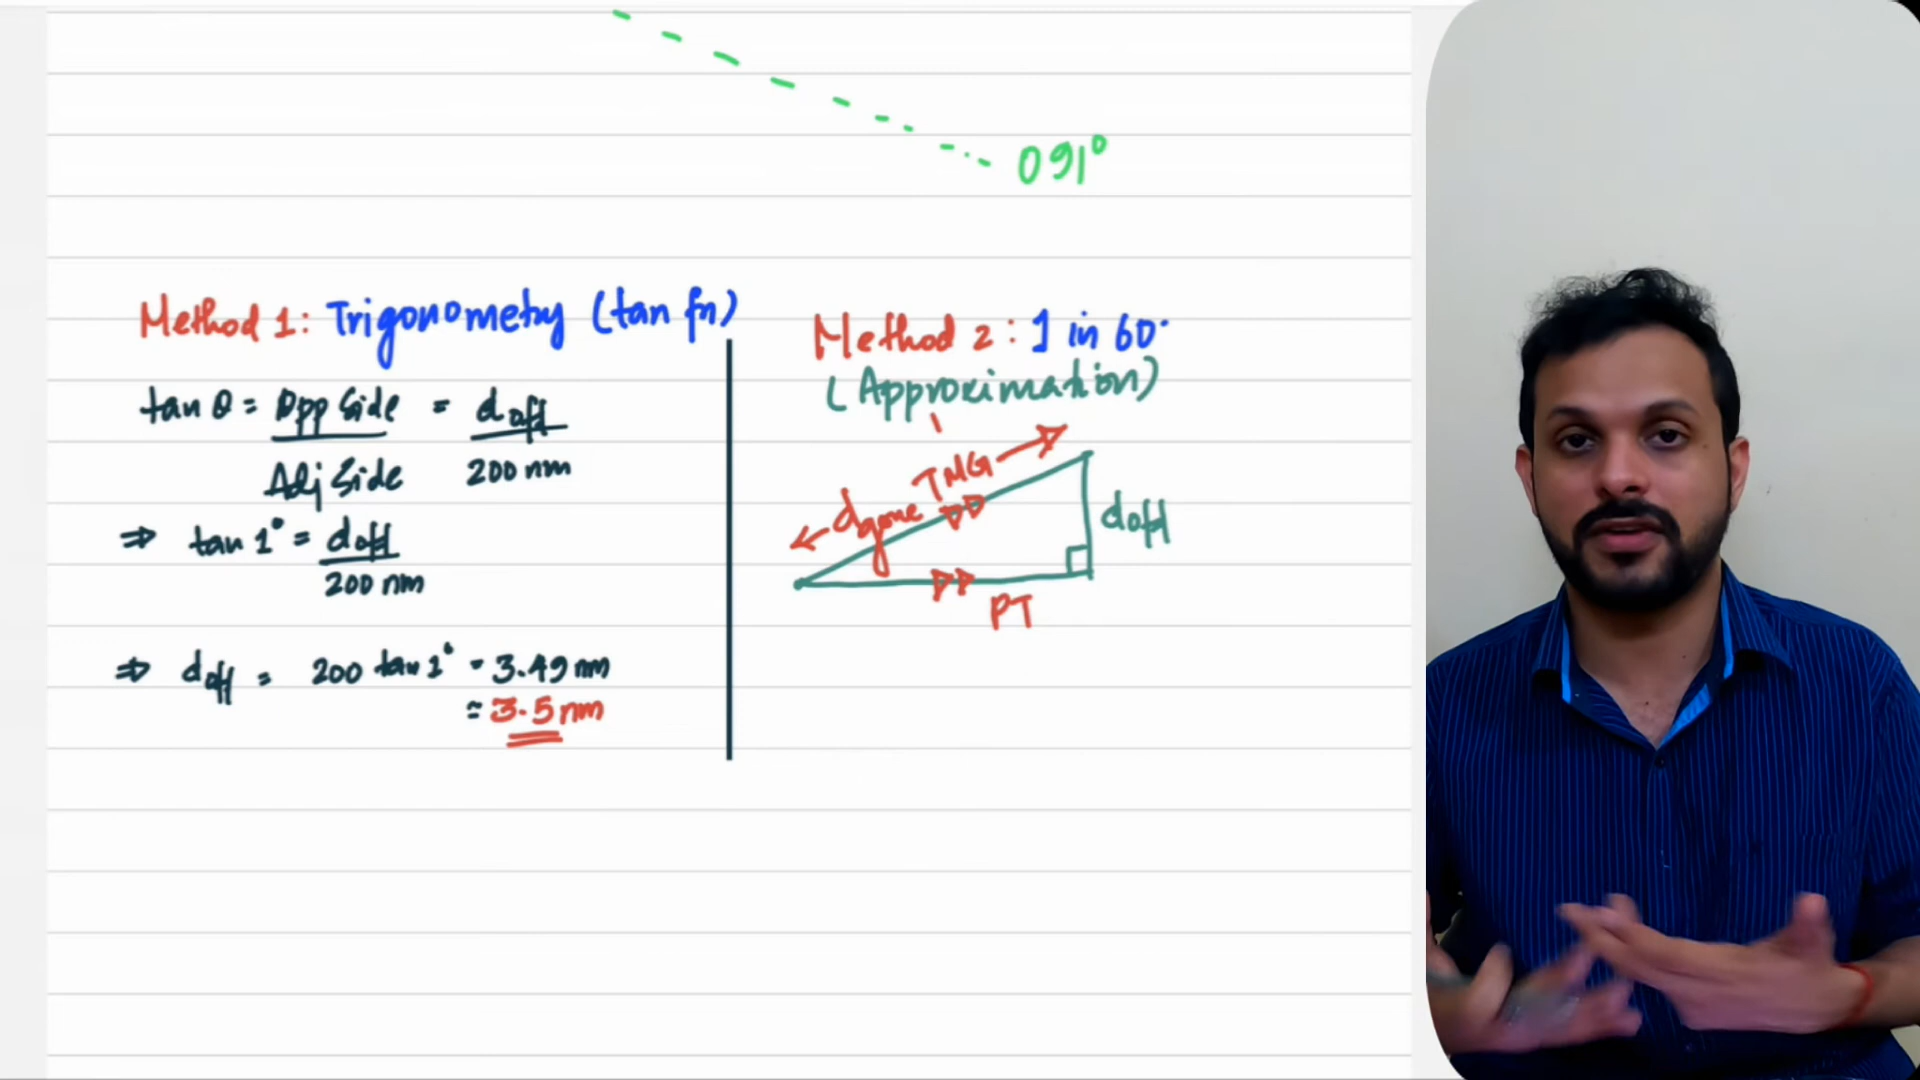 091°
Method 1: Trigonometry (tan fn)
tan θ = Opp Side = doff
Adj Side 200 nm
⇒ tan 1° = doff
200 nm
⇒ doff = 200 tan 1° = 3.49 nm
= 3.5 nm
Method 2: 1 in 60°
(Approximation)
TMG
dgone
doff
PT